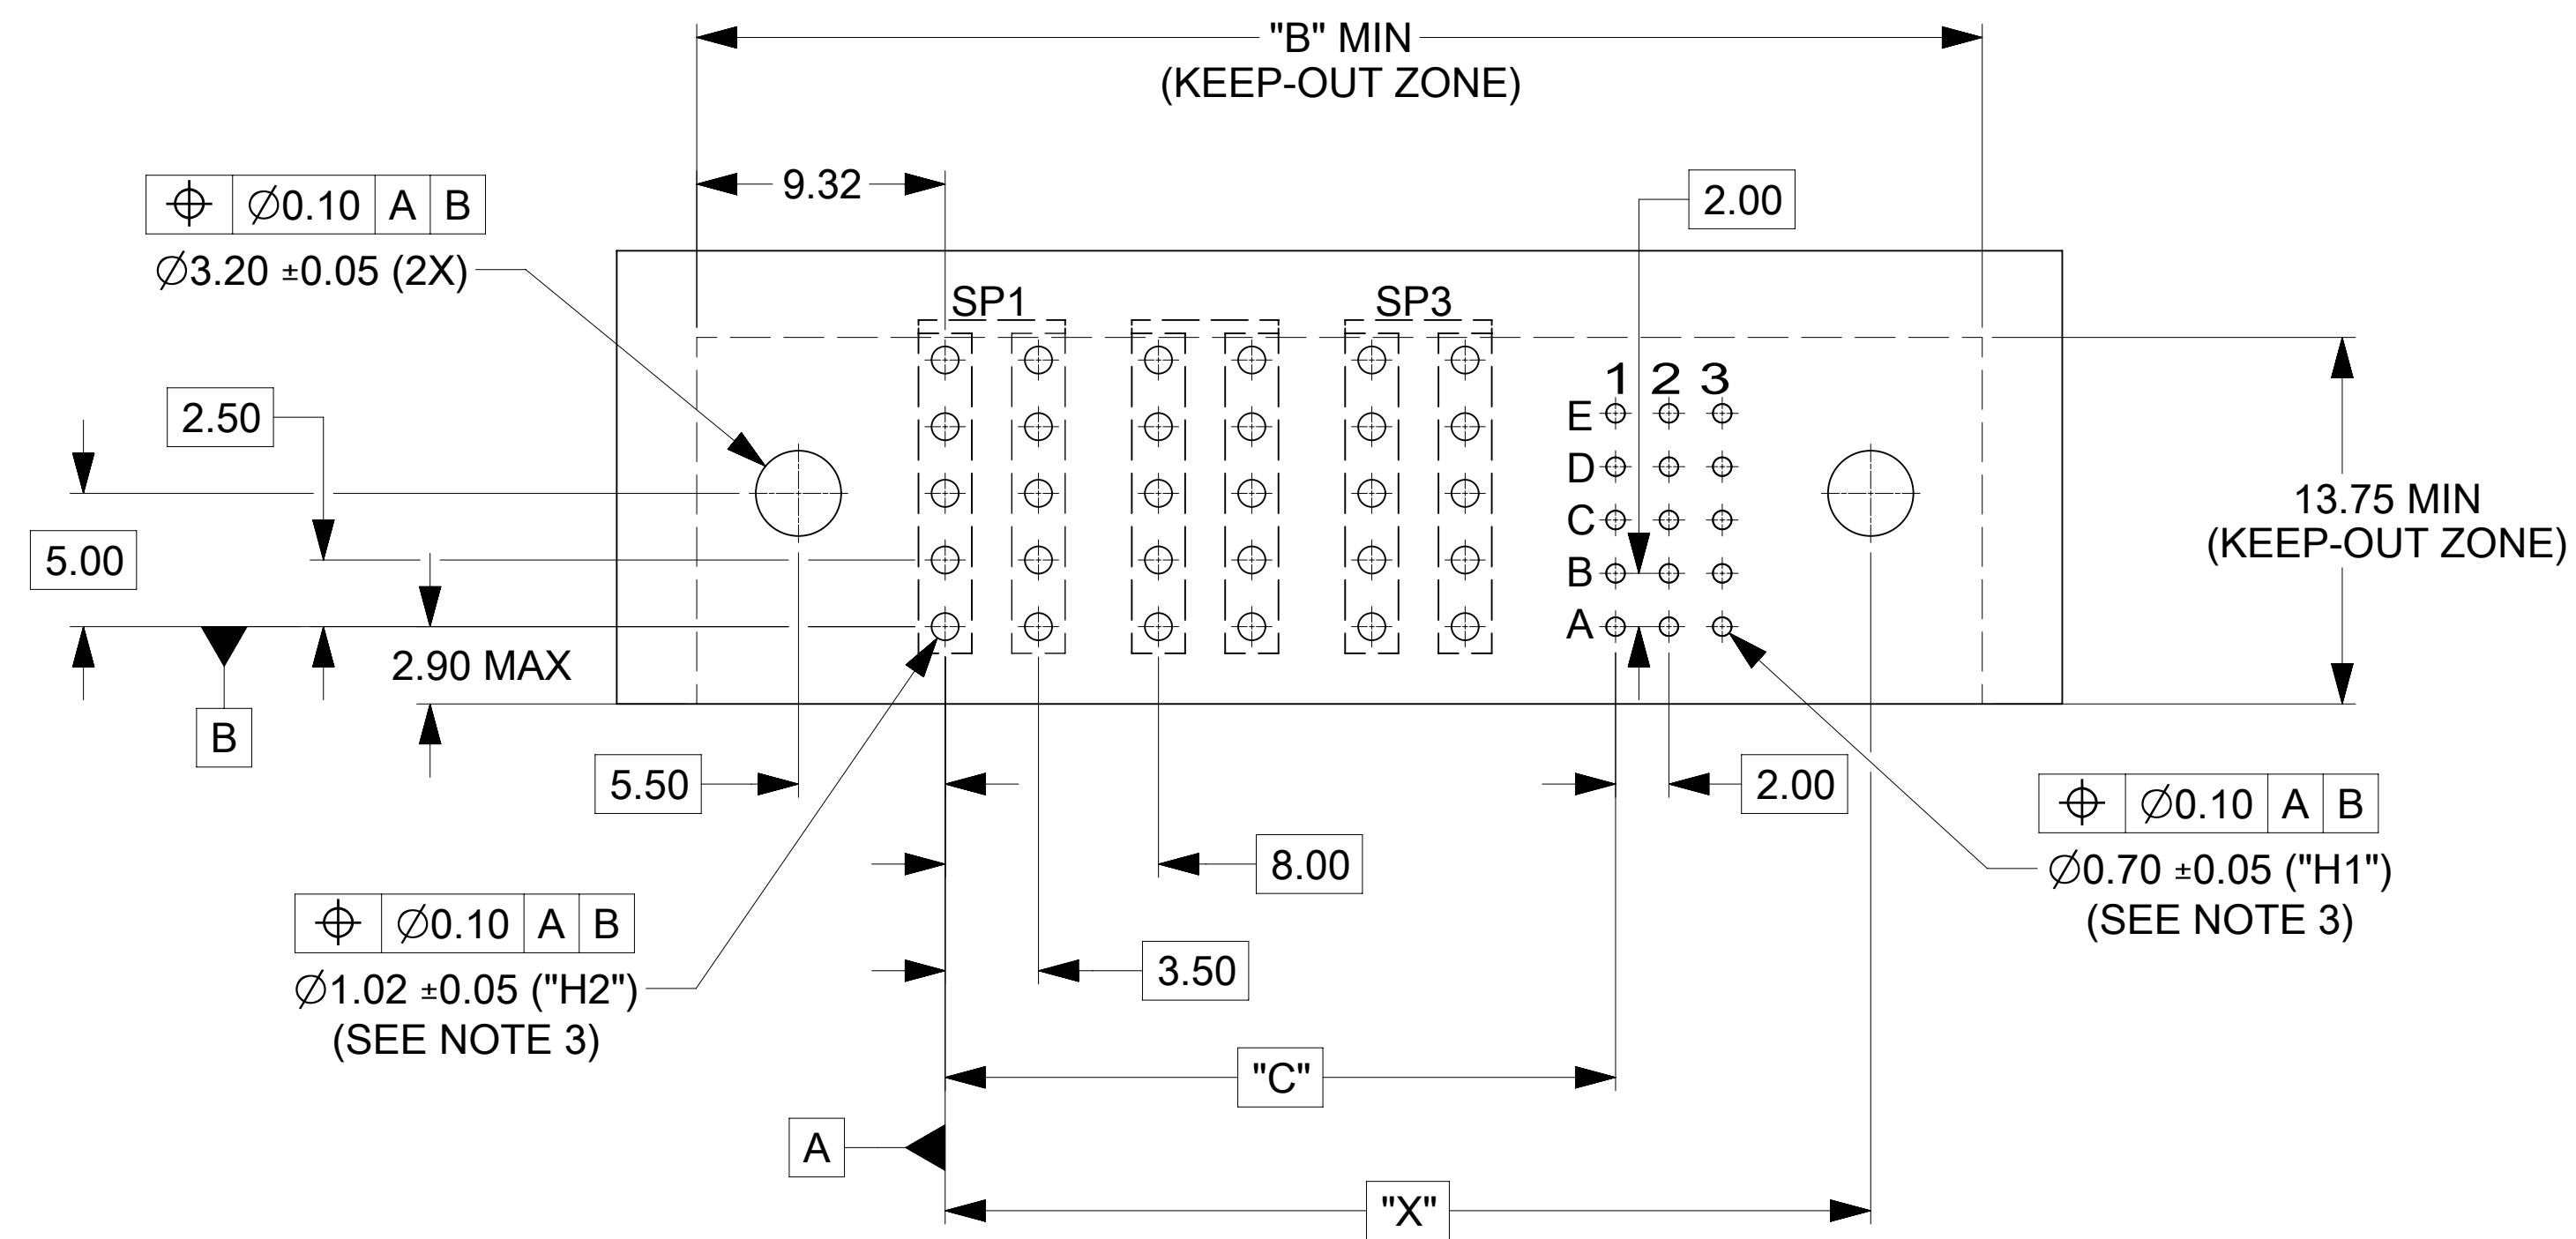 "B" MIN
(KEEP-OUT ZONE)
9.32
⌖ ∅0.10 A B
∅3.20 ±0.05 (2X)
2.00
SP1
SP3
1 2 3
E
D
C
B
A
2.50
5.00
2.90 MAX
B
13.75 MIN
(KEEP-OUT ZONE)
5.50
2.00
8.00
3.50
⌖ ∅0.10 A B
∅0.70 ±0.05 ("H1")
(SEE NOTE 3)
⌖ ∅0.10 A B
∅1.02 ±0.05 ("H2")
(SEE NOTE 3)
"C"
A
"X"